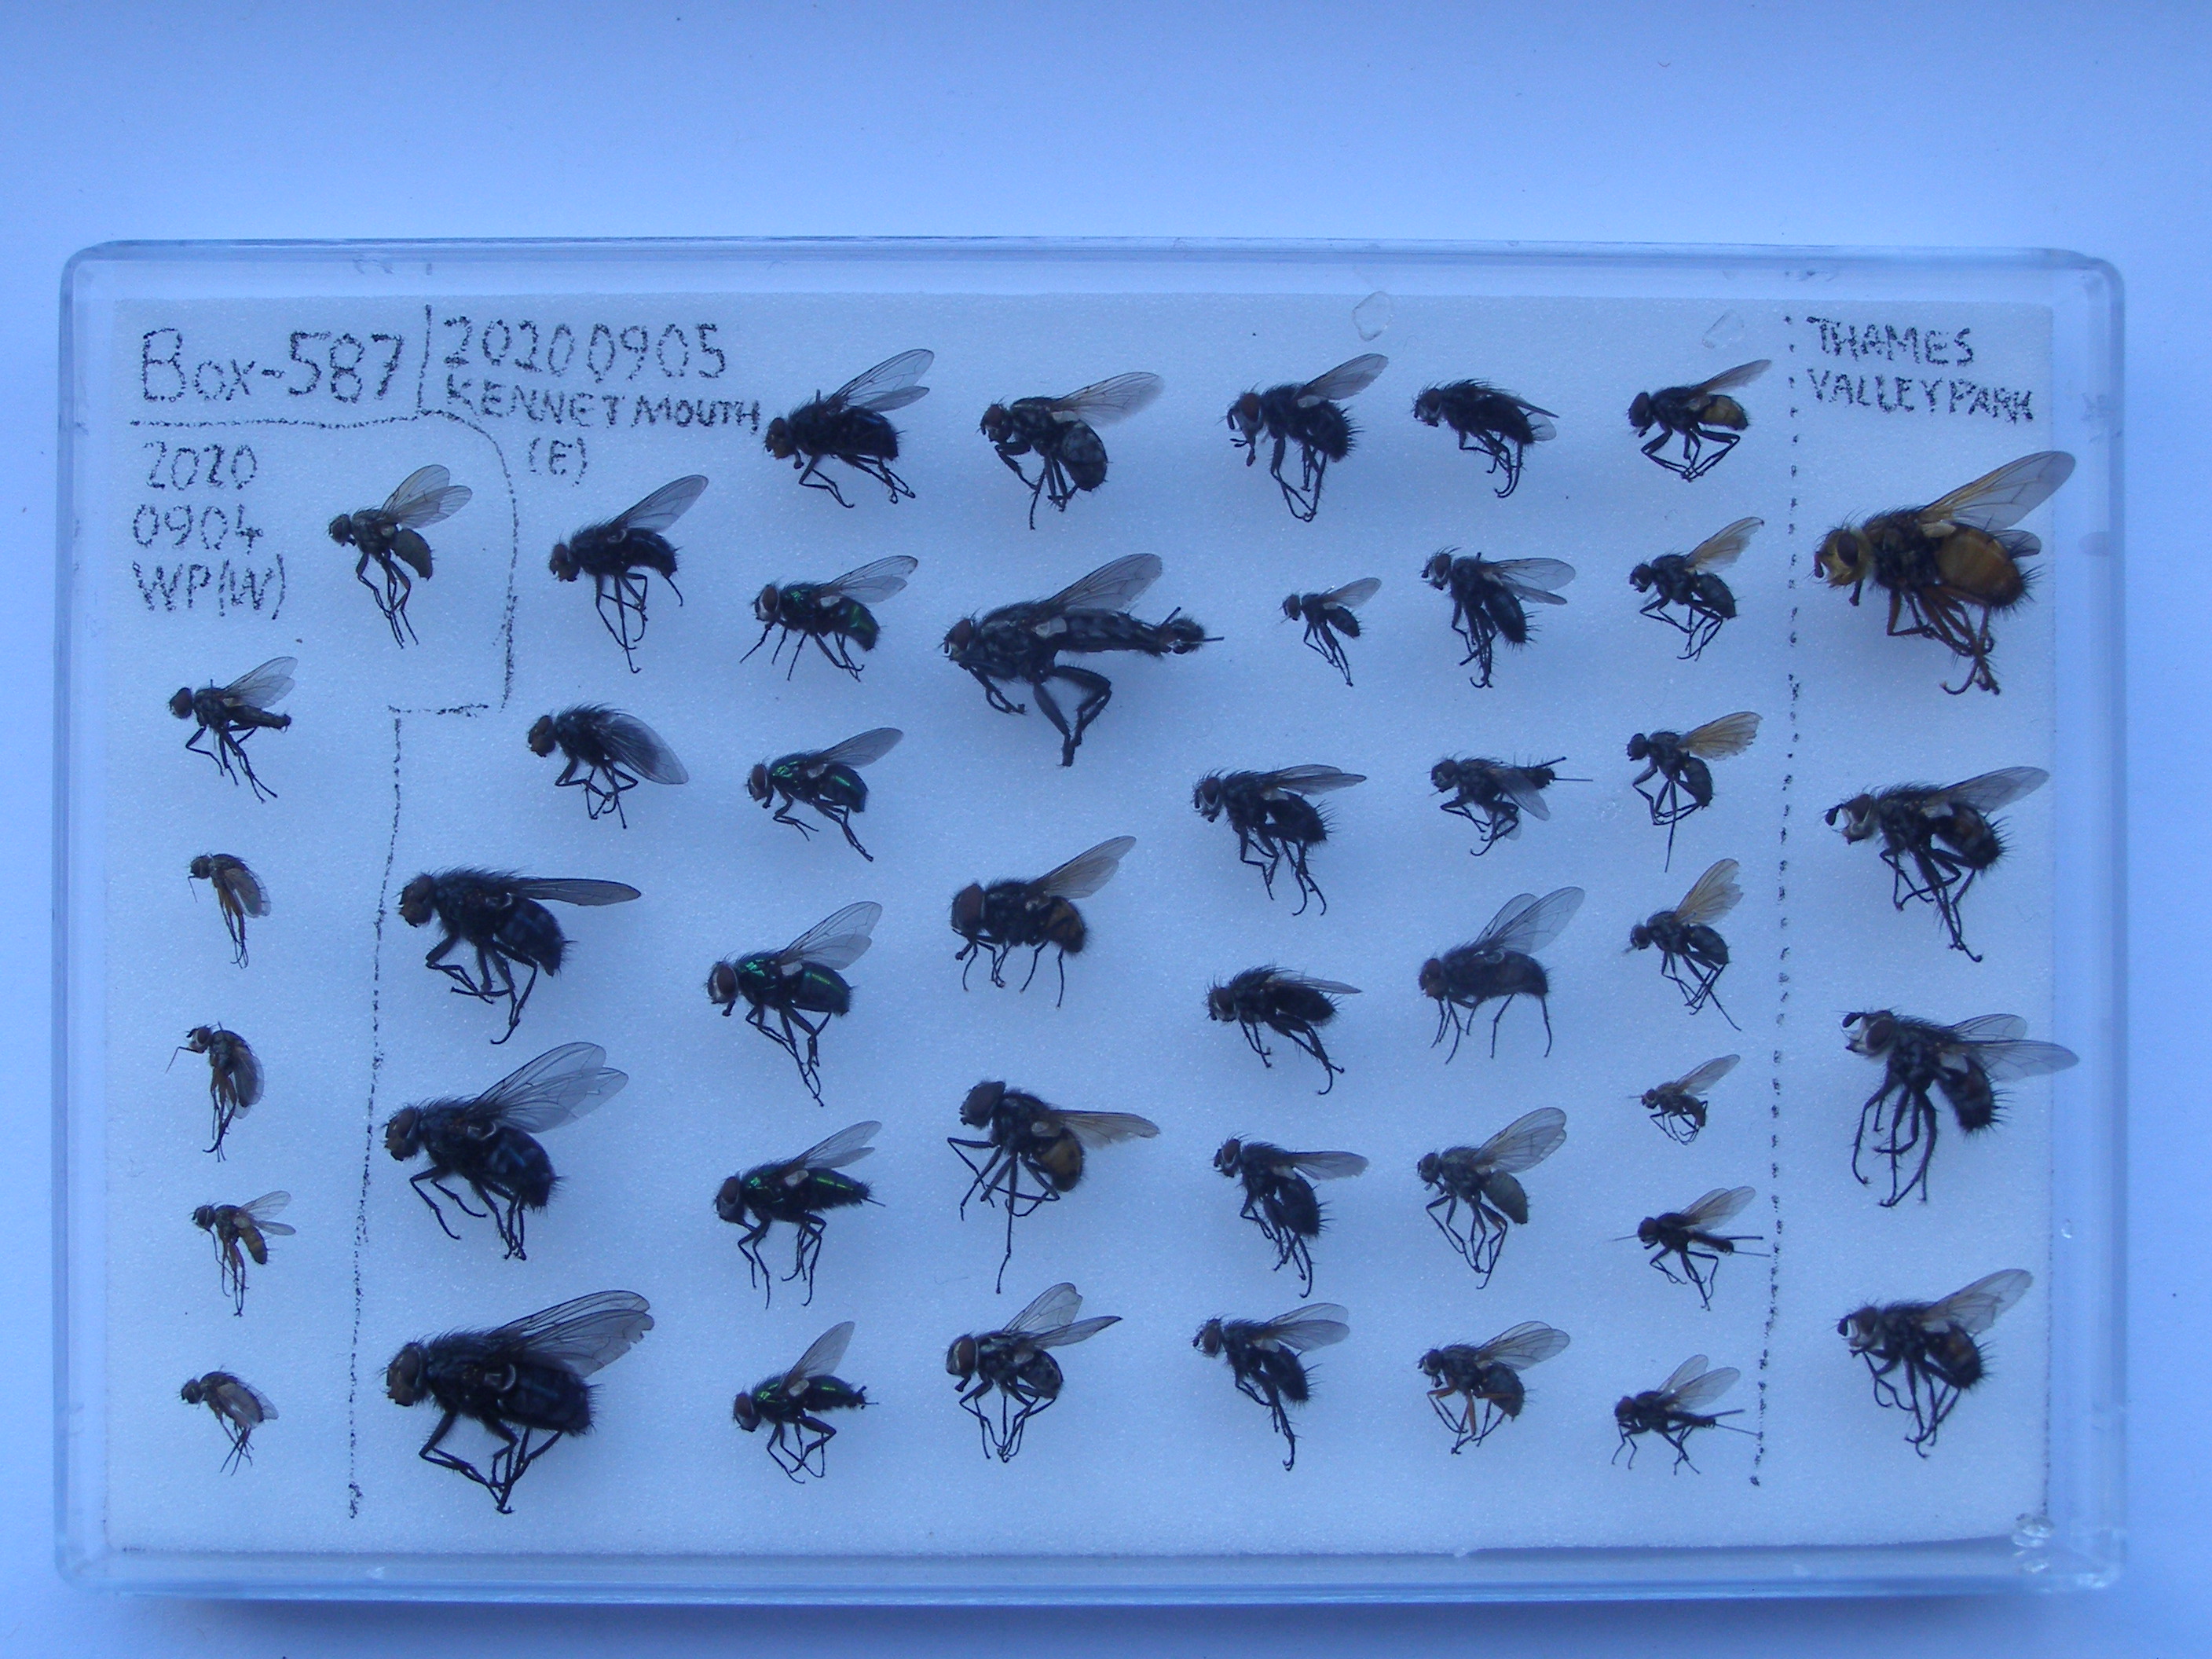 Box-587
2020
0904
WP(W)
20200905
KENNET MOUTH
(E)
THAMES
VALLEY PARK